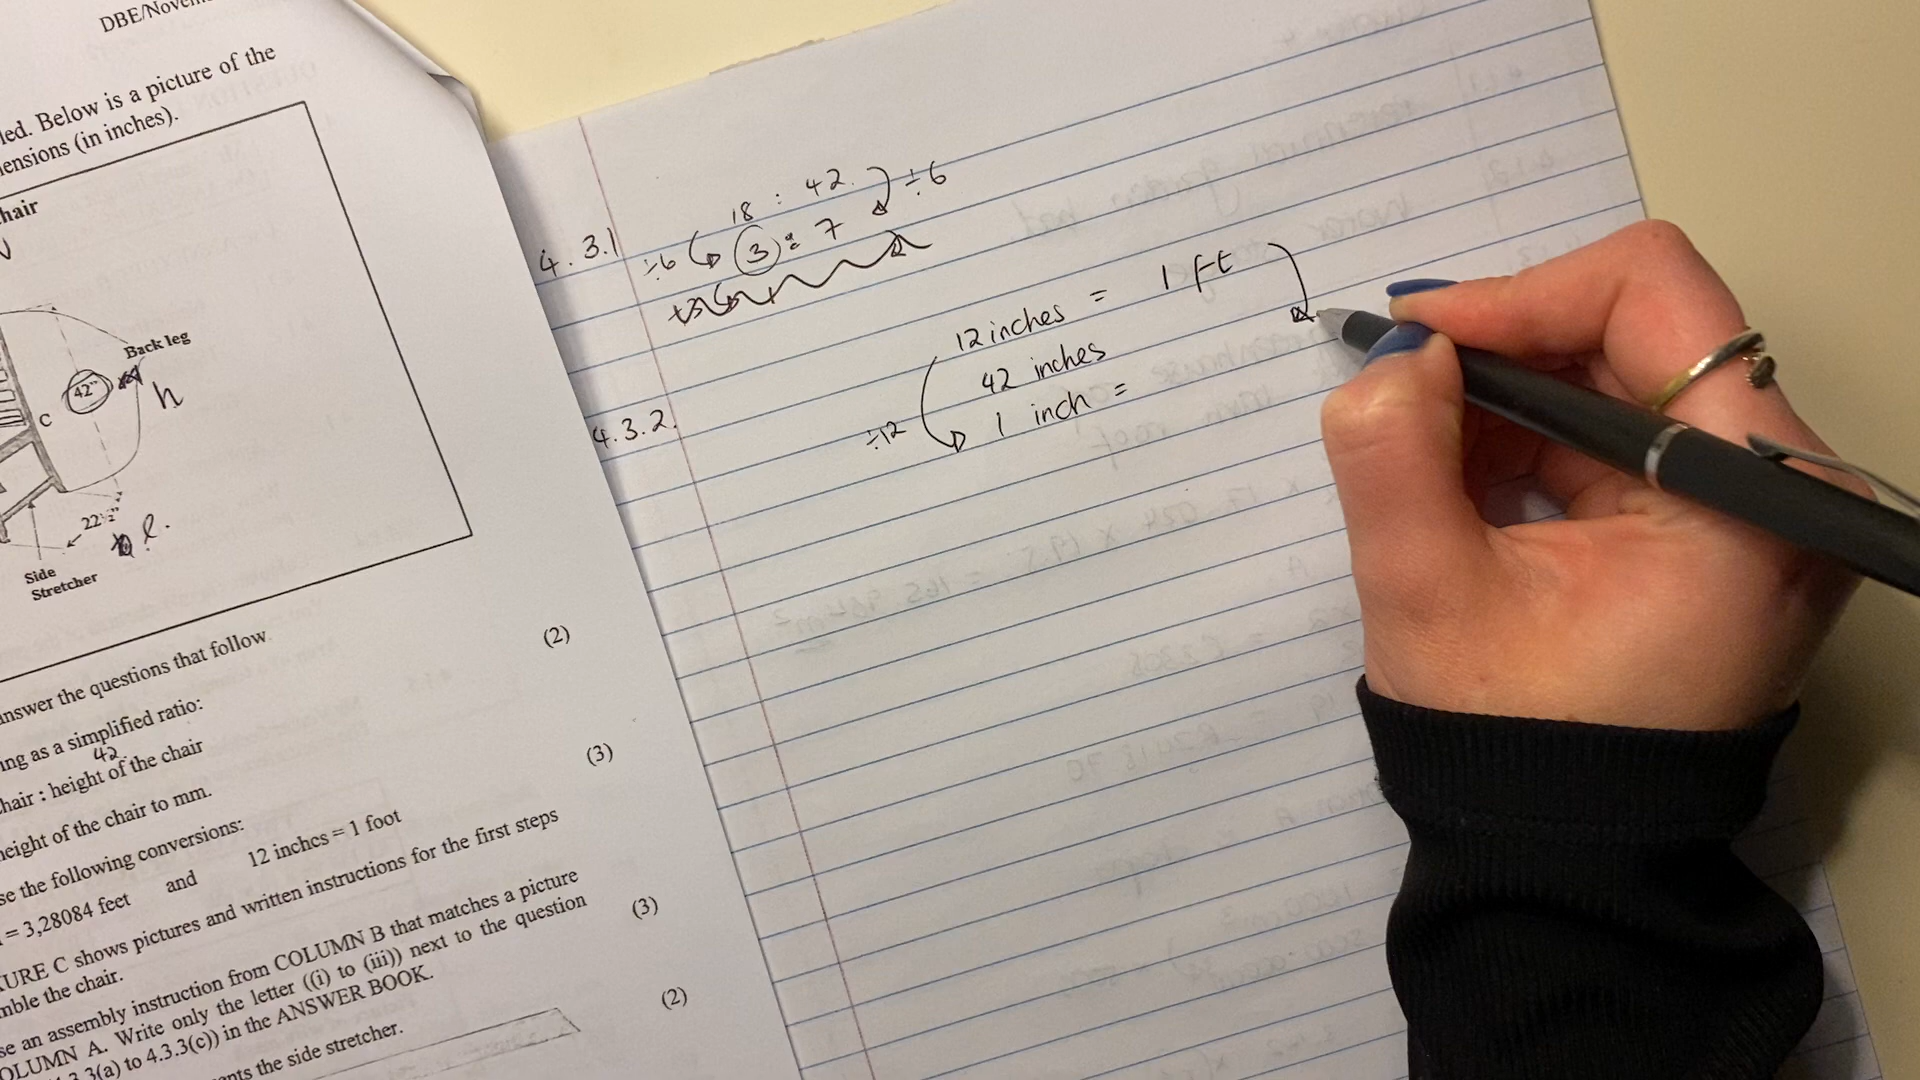 DBE/Novem
led. Below is a picture of the
ensions (in inches).
hair
Back leg
42"
h
C
22½"
l.
Side
Stretcher
answer the questions that follow.
(2)
ng as a simplified ratio:
42
hair : height of the chair
(3)
height of the chair to mm.
se the following conversions:
= 3,28084 feet and 12 inches = 1 foot
TURE C shows pictures and written instructions for the first steps
mble the chair.
se an assembly instruction from COLUMN B that matches a picture
(3)
OLUMN A. Write only the letter ((i) to (iii)) next to the question
4.3.3(a) to 4.3.3(c)) in the ANSWER BOOK.
(2)
ents the side stretcher.
18 : 42 ÷6
4.3.1 ÷6 3 : 7
12 inches = 1 ft
42 inches
4.3.2. ÷12 1 inch =